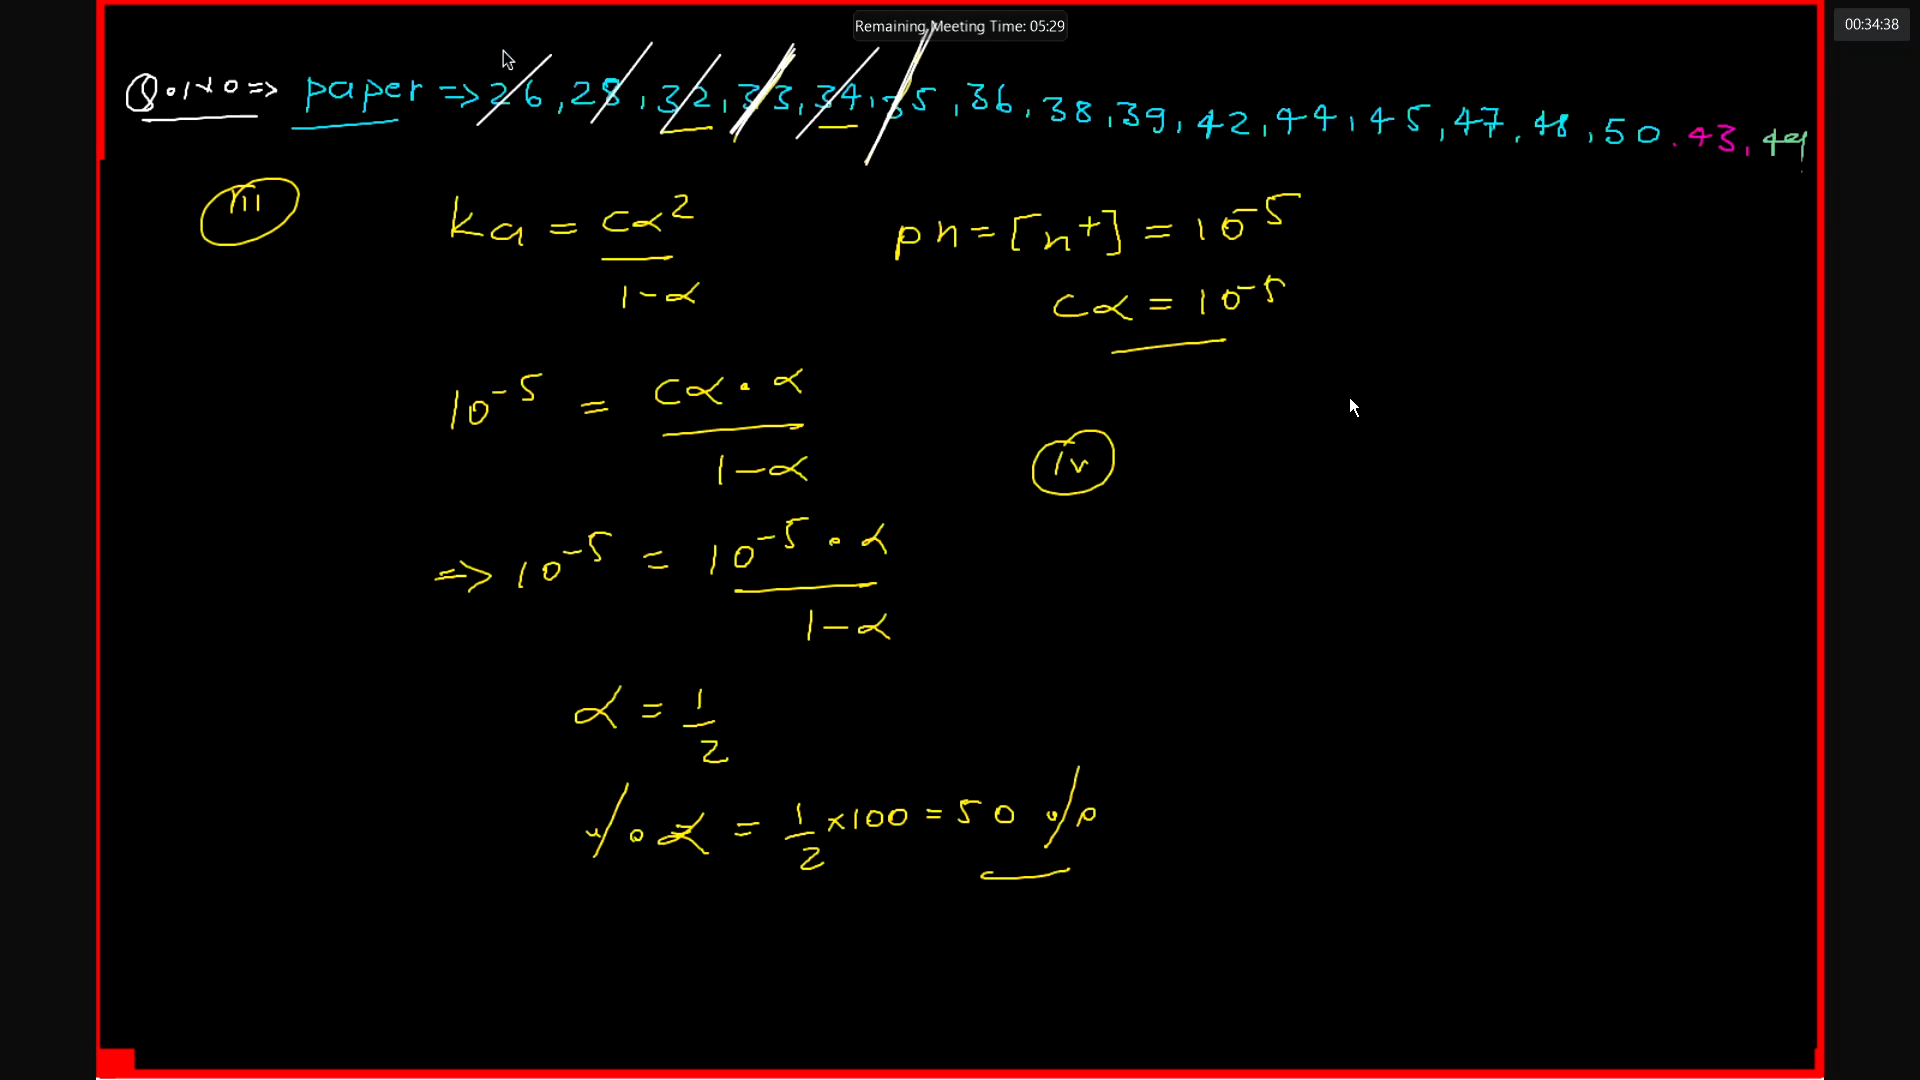 Remaining Meeting Time: 05:29
00:34:38
Q.No => paper => 26, 28, 32, 33, 34, 35, 36, 38, 39, 42, 44, 45, 47, 48, 50. 43, 49
iii
ka = cα²/1-α
pH = [H+] = 10^-5
cα = 10^-5
10^-5 = cα . α/1-α
iv
=> 10^-5 = 10^-5 . α/1-α
α = 1/2
% α = 1/2 x 100 = 50 %